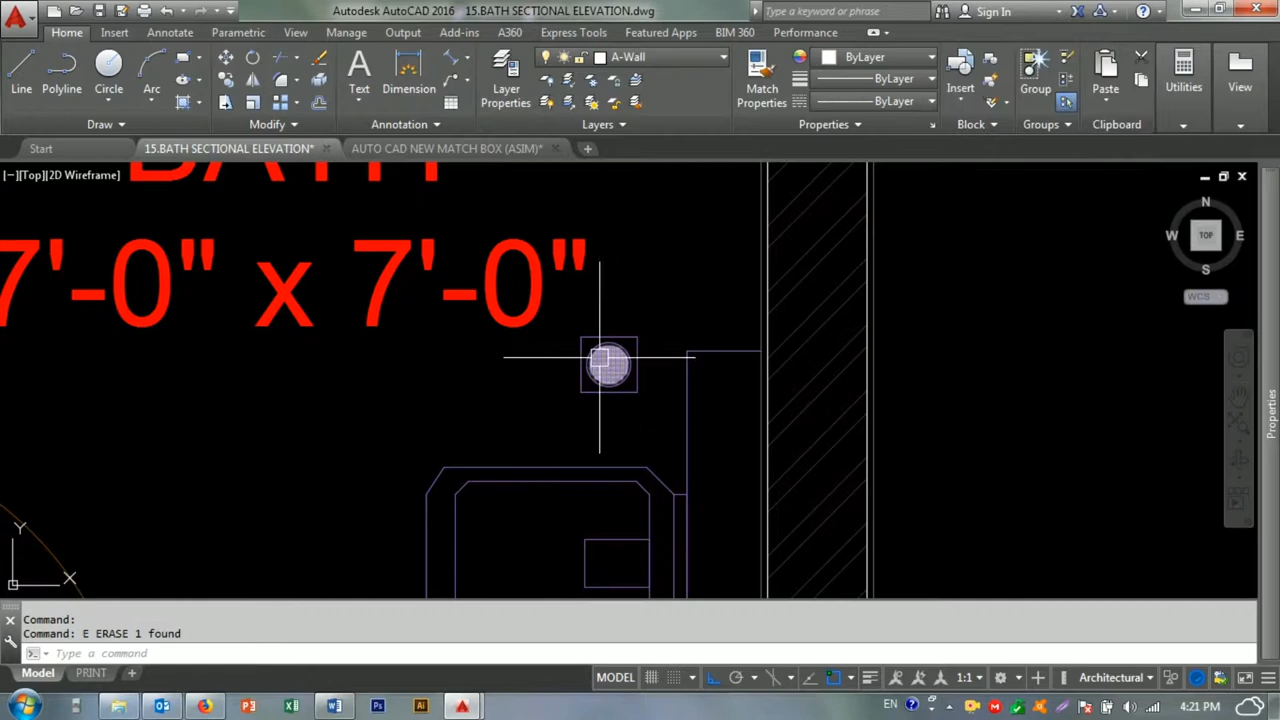 Autodesk AutoCAD 2016 15.BATH SECTIONAL ELEVATION.dwg
Type a keyword or phrase
Sign In
Home Insert Annotate Parametric View Manage Output Add-ins A360 Express Tools Featured Apps BIM 360 Performance
A-Wall
ByLayer
ByLayer
ByLayer
Line Polyline Circle Arc Text Dimension Layer Properties Match Properties Insert Group Paste Utilities View
Draw Modify Annotation Layers Properties Block Groups Clipboard
Start 15.BATH SECTIONAL ELEVATION* AUTO CAD NEW MATCH BOX (ASIM)*
[−][Top][2D Wireframe]
BATH
7'-0" x 7'-0"
N
W TOP E
S
WCS
Properties
Y
X
Command:
Command: E ERASE 1 found
Type a command
Model PRINT
MODEL 1:1 Architectural
EN 4:21 PM